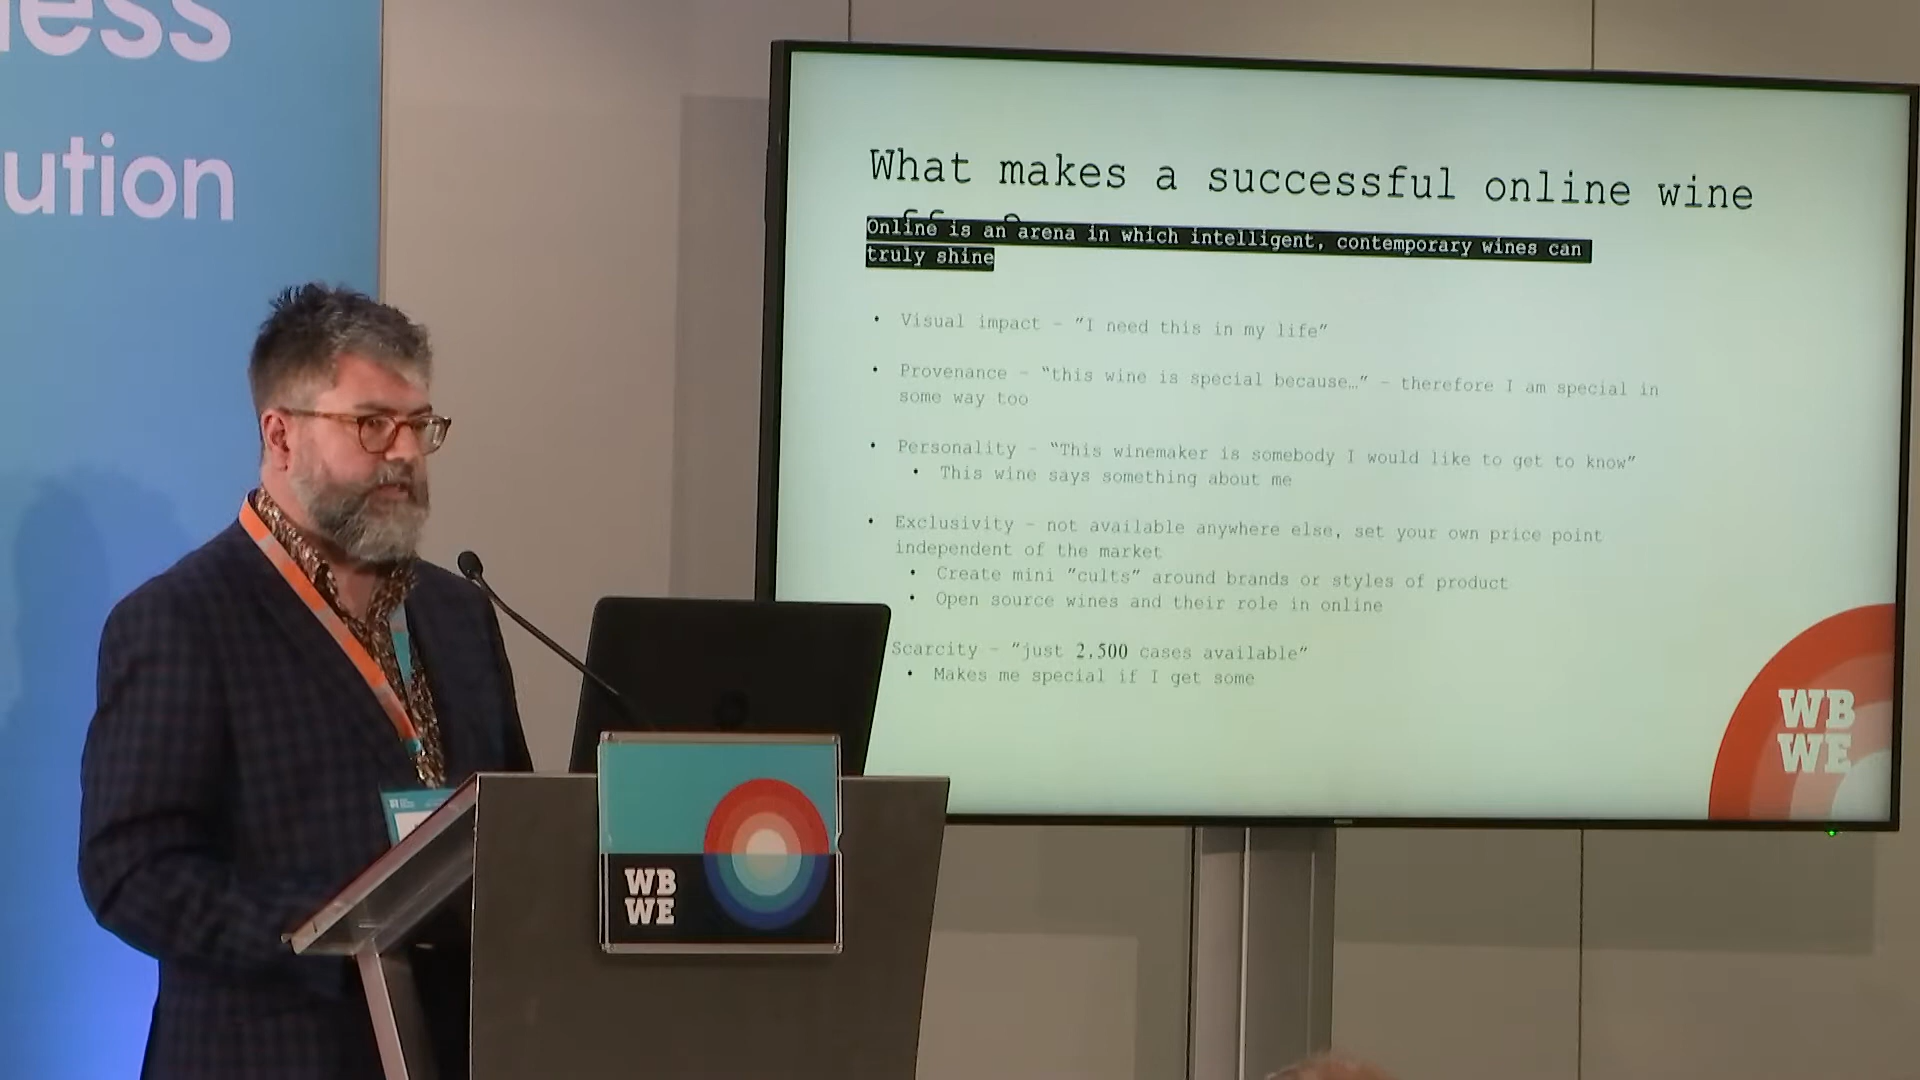 ess
ution
What makes a successful online wine
Online is an arena in which intelligent, contemporary wines can
truly shine
• Visual impact – "I need this in my life"
• Provenance – "this wine is special because…" – therefore I am special in
some way too
• Personality – "This winemaker is somebody I would like to get to know"
• This wine says something about me
• Exclusivity – not available anywhere else, set your own price point
independent of the market
• Create mini "cults" around brands or styles of product
• Open source wines and their role in online
Scarcity – "just 2,500 cases available"
• Makes me special if I get some
WB
WE
WB
WE